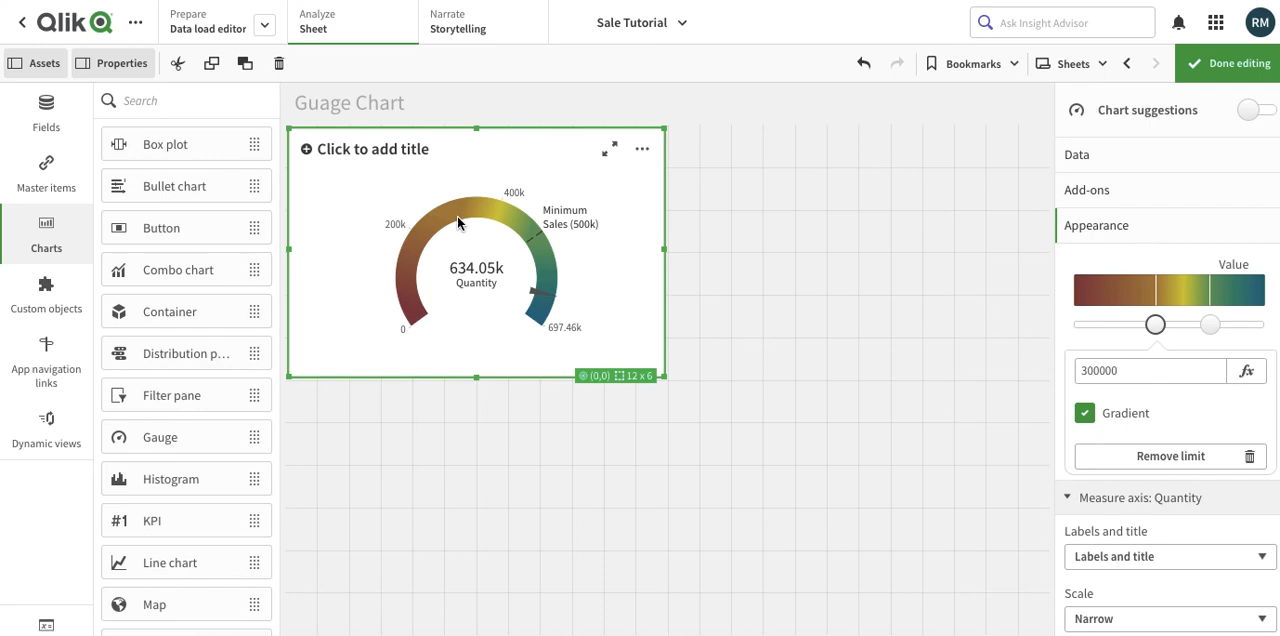 Qlik
Prepare
Data load editor
Analyze
Sheet
Narrate
Storytelling
Sale Tutorial
Ask Insight Advisor
RM
Assets
Properties
Bookmarks
Sheets
Done editing
Fields
Master items
Charts
Custom objects
App navigation
links
Dynamic views
Search
Box plot
Bullet chart
Button
Combo chart
Container
Distribution p...
Filter pane
Gauge
Histogram
#1 KPI
Line chart
Map
Guage Chart
Click to add title
400k
Minimum
Sales (500k)
200k
634.05k
Quantity
0
697.46k
(0,0) 12 x 6
Chart suggestions
Data
Add-ons
Appearance
Value
300000
fx
Gradient
Remove limit
Measure axis: Quantity
Labels and title
Labels and title
Scale
Narrow